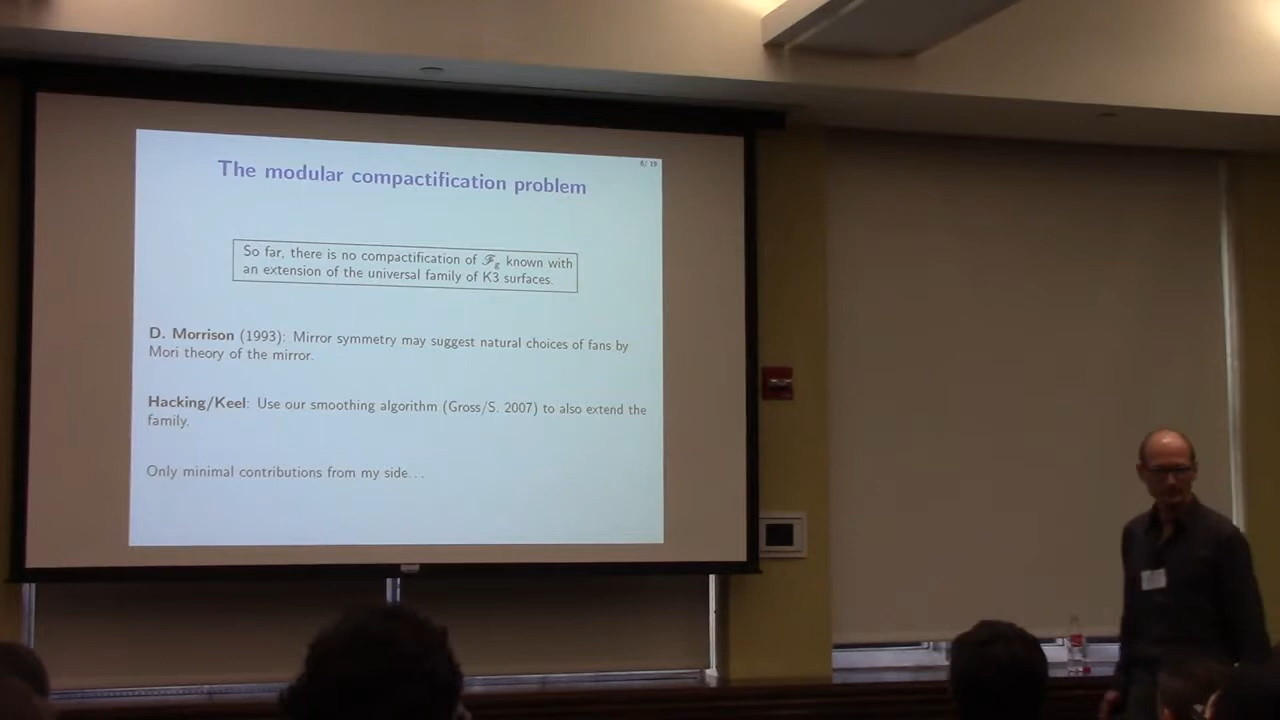 6/ 19
The modular compactification problem
So far, there is no compactification of ℱg known with
an extension of the universal family of K3 surfaces.
D. Morrison (1993): Mirror symmetry may suggest natural choices of fans by
Mori theory of the mirror.
Hacking/Keel: Use our smoothing algorithm (Gross/S. 2007) to also extend the
family.
Only minimal contributions from my side...